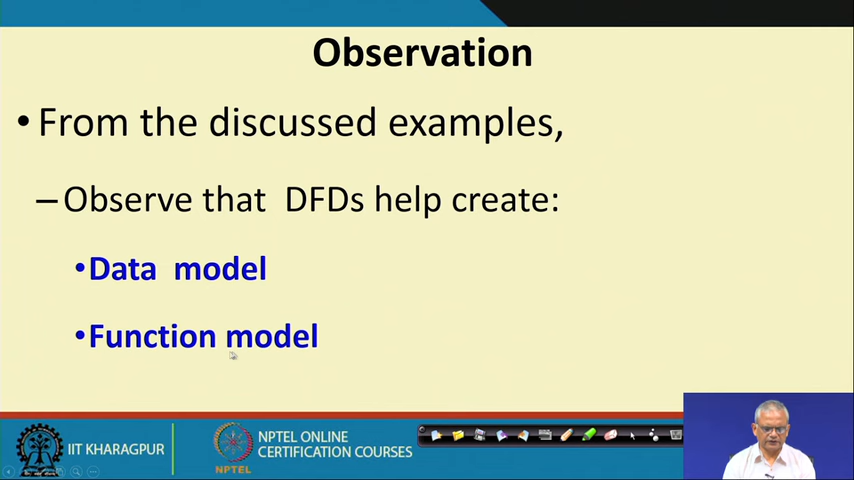 Observation
• From the discussed examples,
– Observe that DFDs help create:
• Data model
• Function model
IIT KHARAGPUR
NPTEL
NPTEL ONLINE
CERTIFICATION COURSES